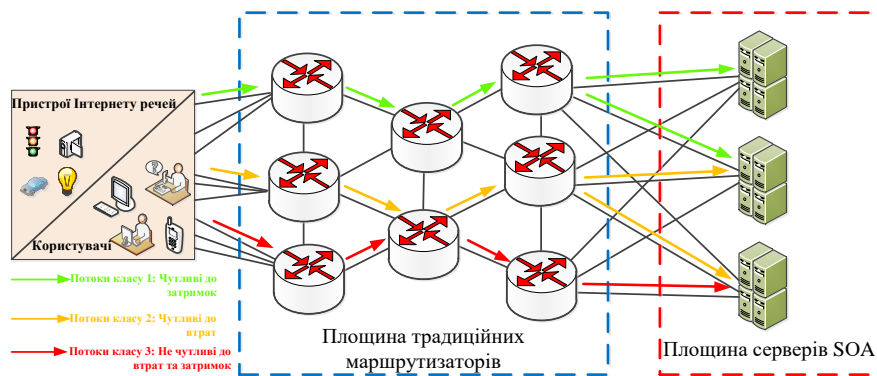 Пристрої Інтернету речей
Користувачі
Потоки класу 1: Чутливі до
затримок
Потоки класу 2: Чутливі до
втрат
Потоки класу 3: Не чутливі до
втрат та затримок
Площина традиційних
маршрутизаторів
Площина серверів SOA